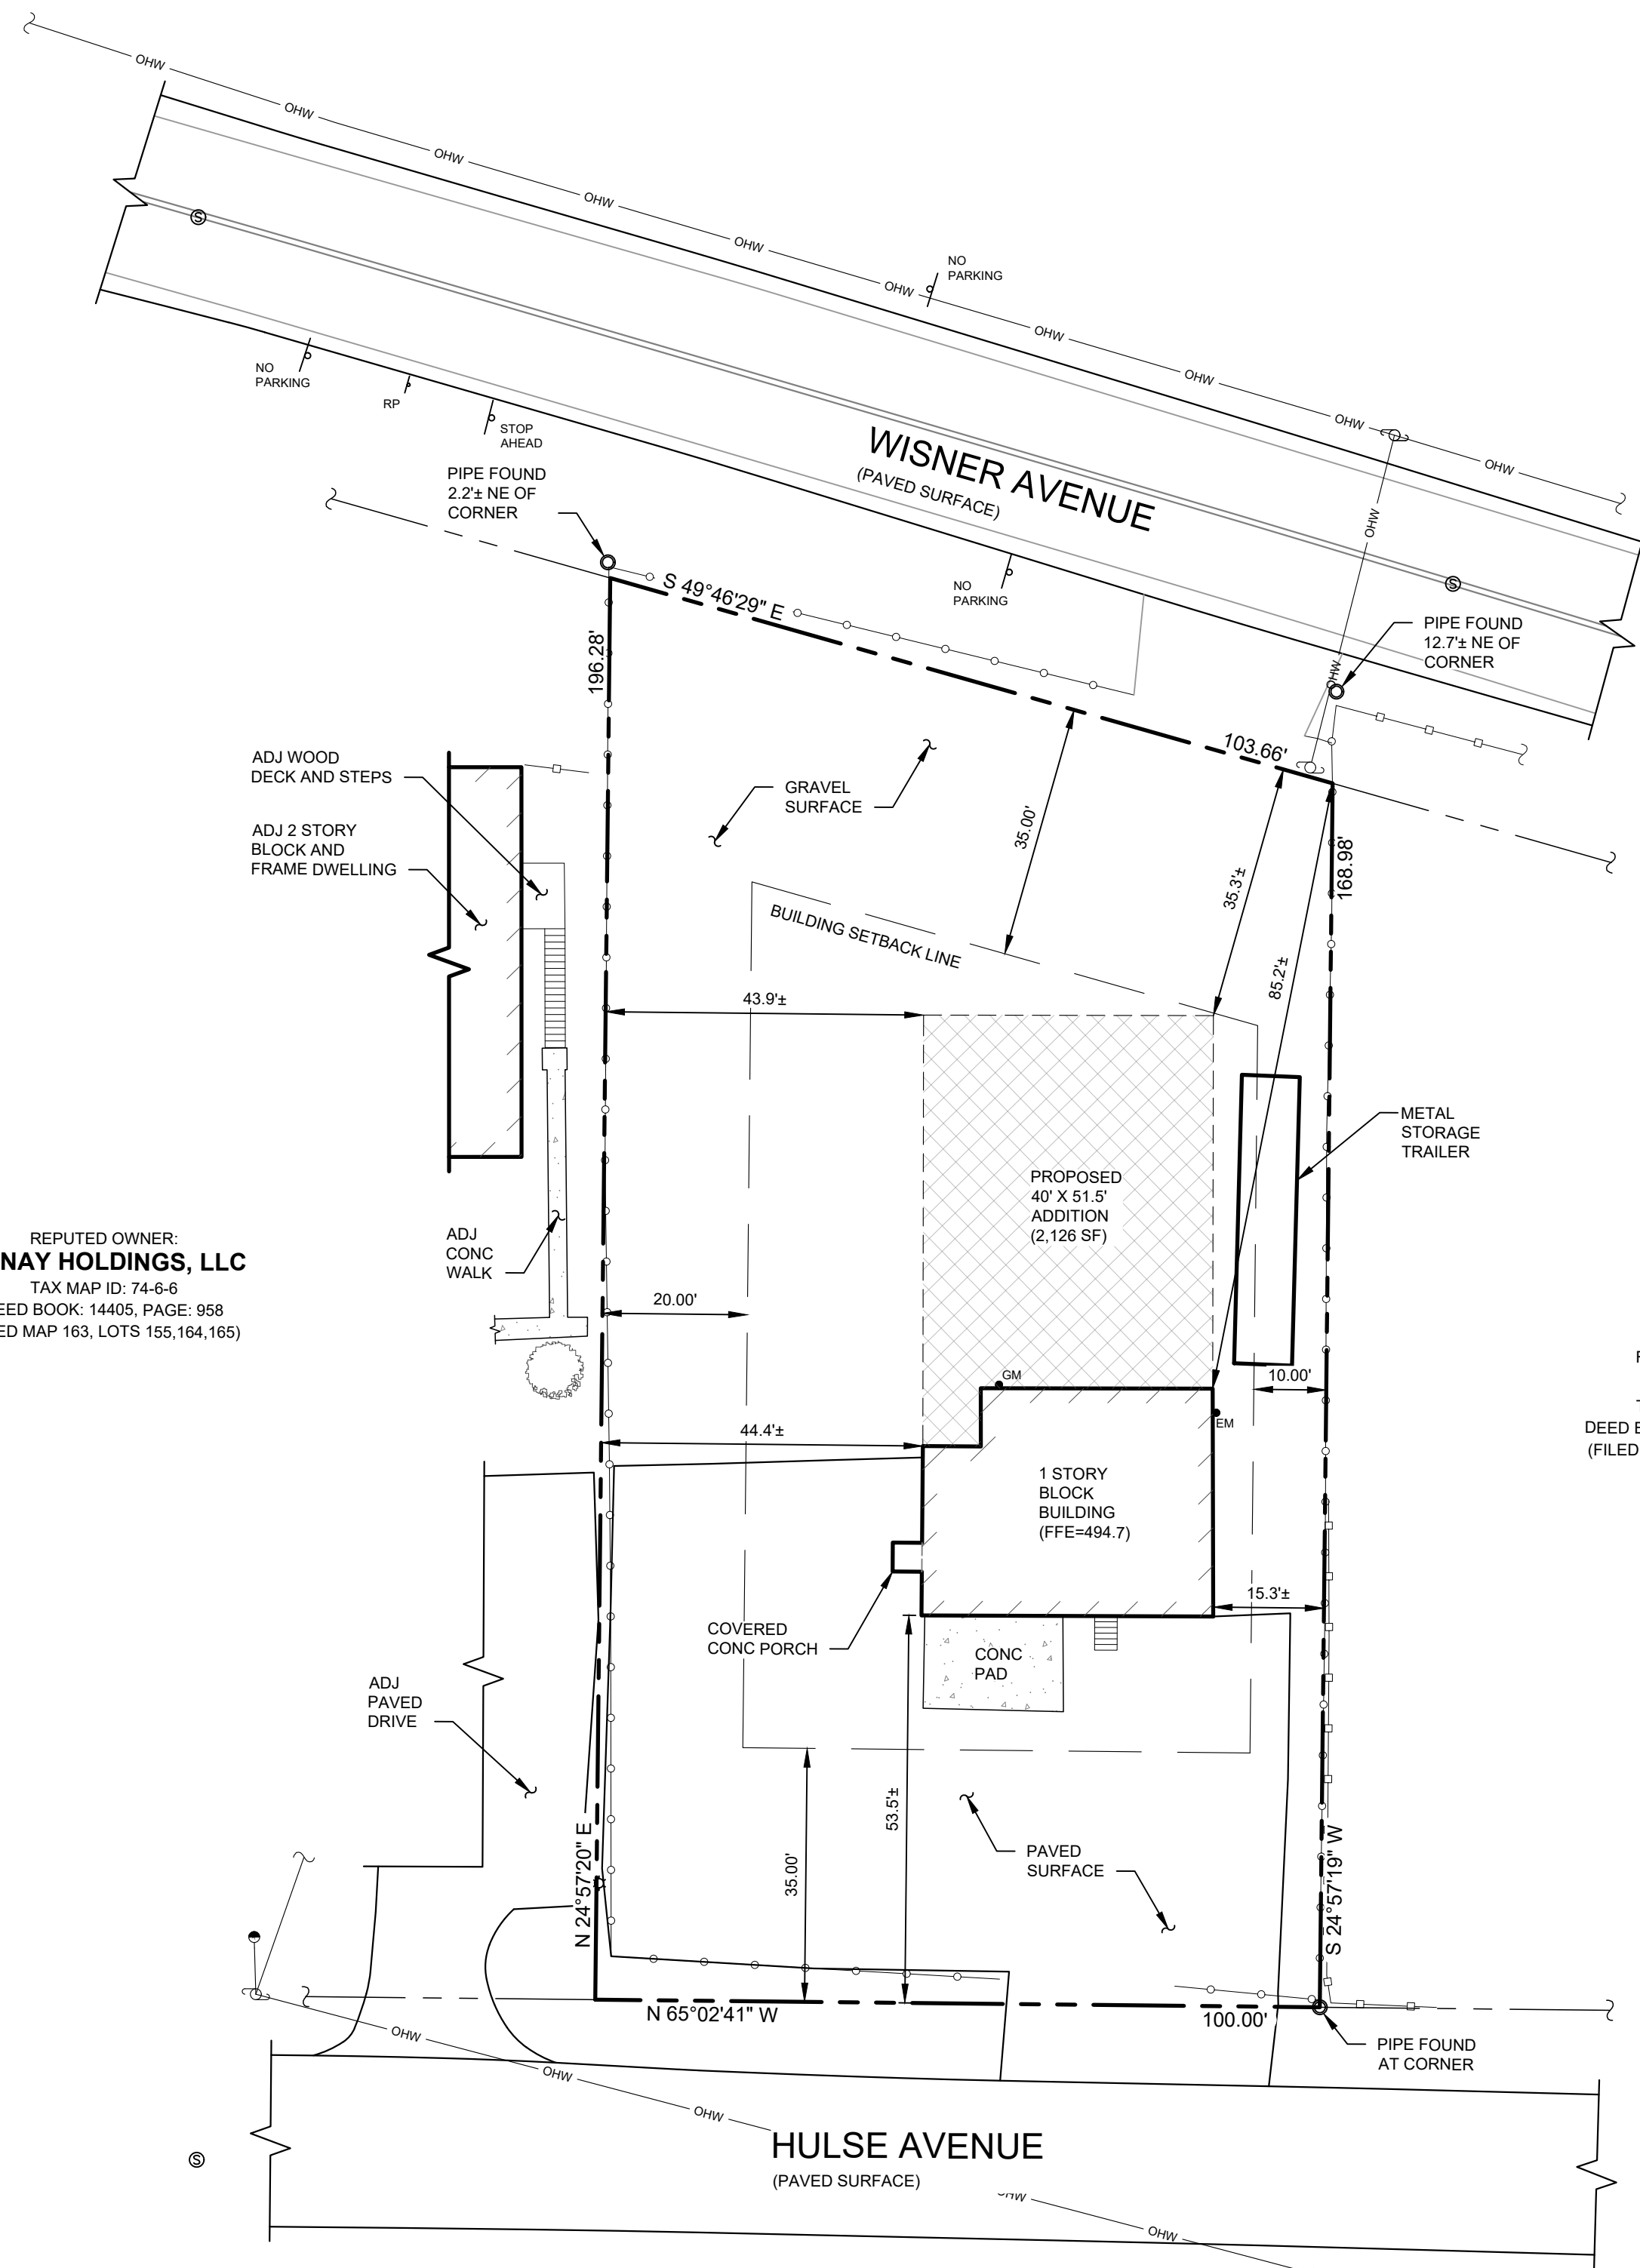 OHW
OHW
OHW
OHW
OHW
OHW
OHW
OHW
OHW
OHW
OHW
OHW
S
NO
PARKING
NO
PARKING
RP
STOP
AHEAD
WISNER AVENUE
(PAVED SURFACE)
PIPE FOUND
2.2'± NE OF
CORNER
S 49°46'29" E
NO
PARKING
S
PIPE FOUND
12.7'± NE OF
CORNER
196.28'
103.66'
168.98'
ADJ WOOD
DECK AND STEPS
ADJ 2 STORY
BLOCK AND
FRAME DWELLING
GRAVEL
SURFACE
35.00'
35.3'±
85.2'±
BUILDING SETBACK LINE
43.9'±
METAL
STORAGE
TRAILER
PROPOSED
40' X 51.5'
ADDITION
(2,126 SF)
REPUTED OWNER:
NAY HOLDINGS, LLC
TAX MAP ID: 74-6-6
EED BOOK: 14405, PAGE: 958
ED MAP 163, LOTS 155,164,165)
ADJ
CONC
WALK
20.00'
10.00'
GM
EM
44.4'±
DEED
(FILED
1 STORY
BLOCK
BUILDING
(FFE=494.7)
15.3'±
COVERED
CONC PORCH
CONC
PAD
ADJ
PAVED
DRIVE
53.5'±
35.00'
PAVED
SURFACE
N 24°57'20" E
S 24°57'19" W
N 65°02'41" W
100.00'
PIPE FOUND
AT CORNER
OHW
OHW
OHW
HULSE AVENUE
(PAVED SURFACE)
S
OHW
OHW